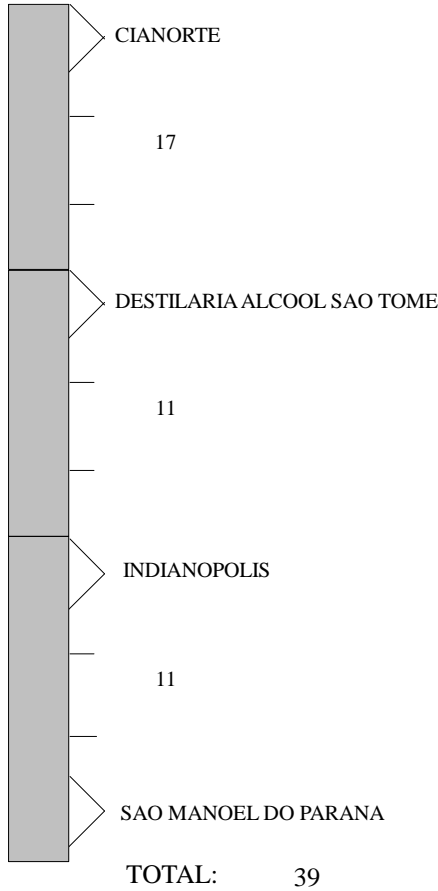 CIANORTE
17
DESTILARIA ALCOOL SAO TOME
11
INDIANOPOLIS
11
SAO MANOEL DO PARANA
TOTAL: 39